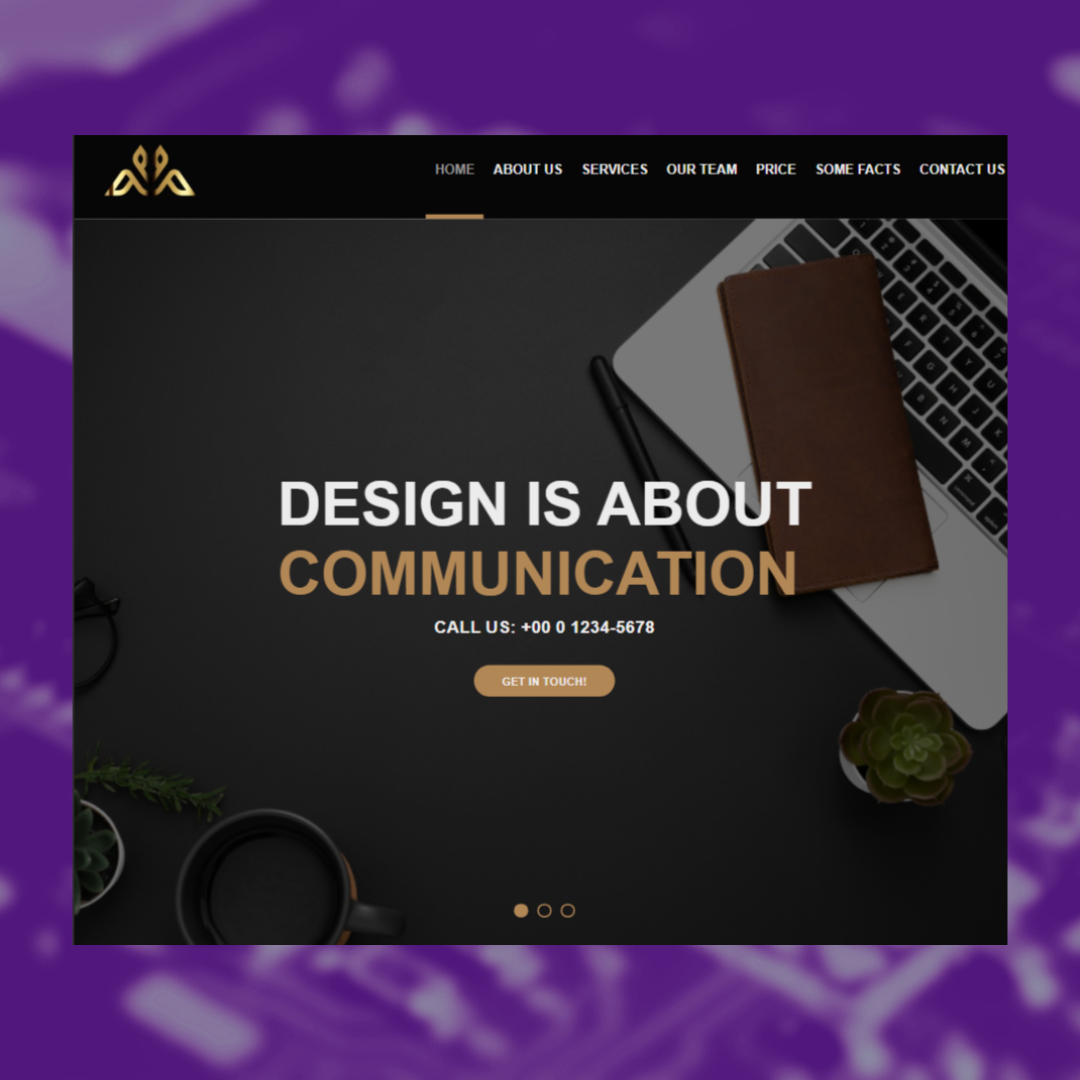 HOME ABOUT US SERVICES OUR TEAM PRICE SOME FACTS CONTACT US
DESIGN IS ABOUT
COMMUNICATION
CALL US: +00 0 1234-5678
GET IN TOUCH!